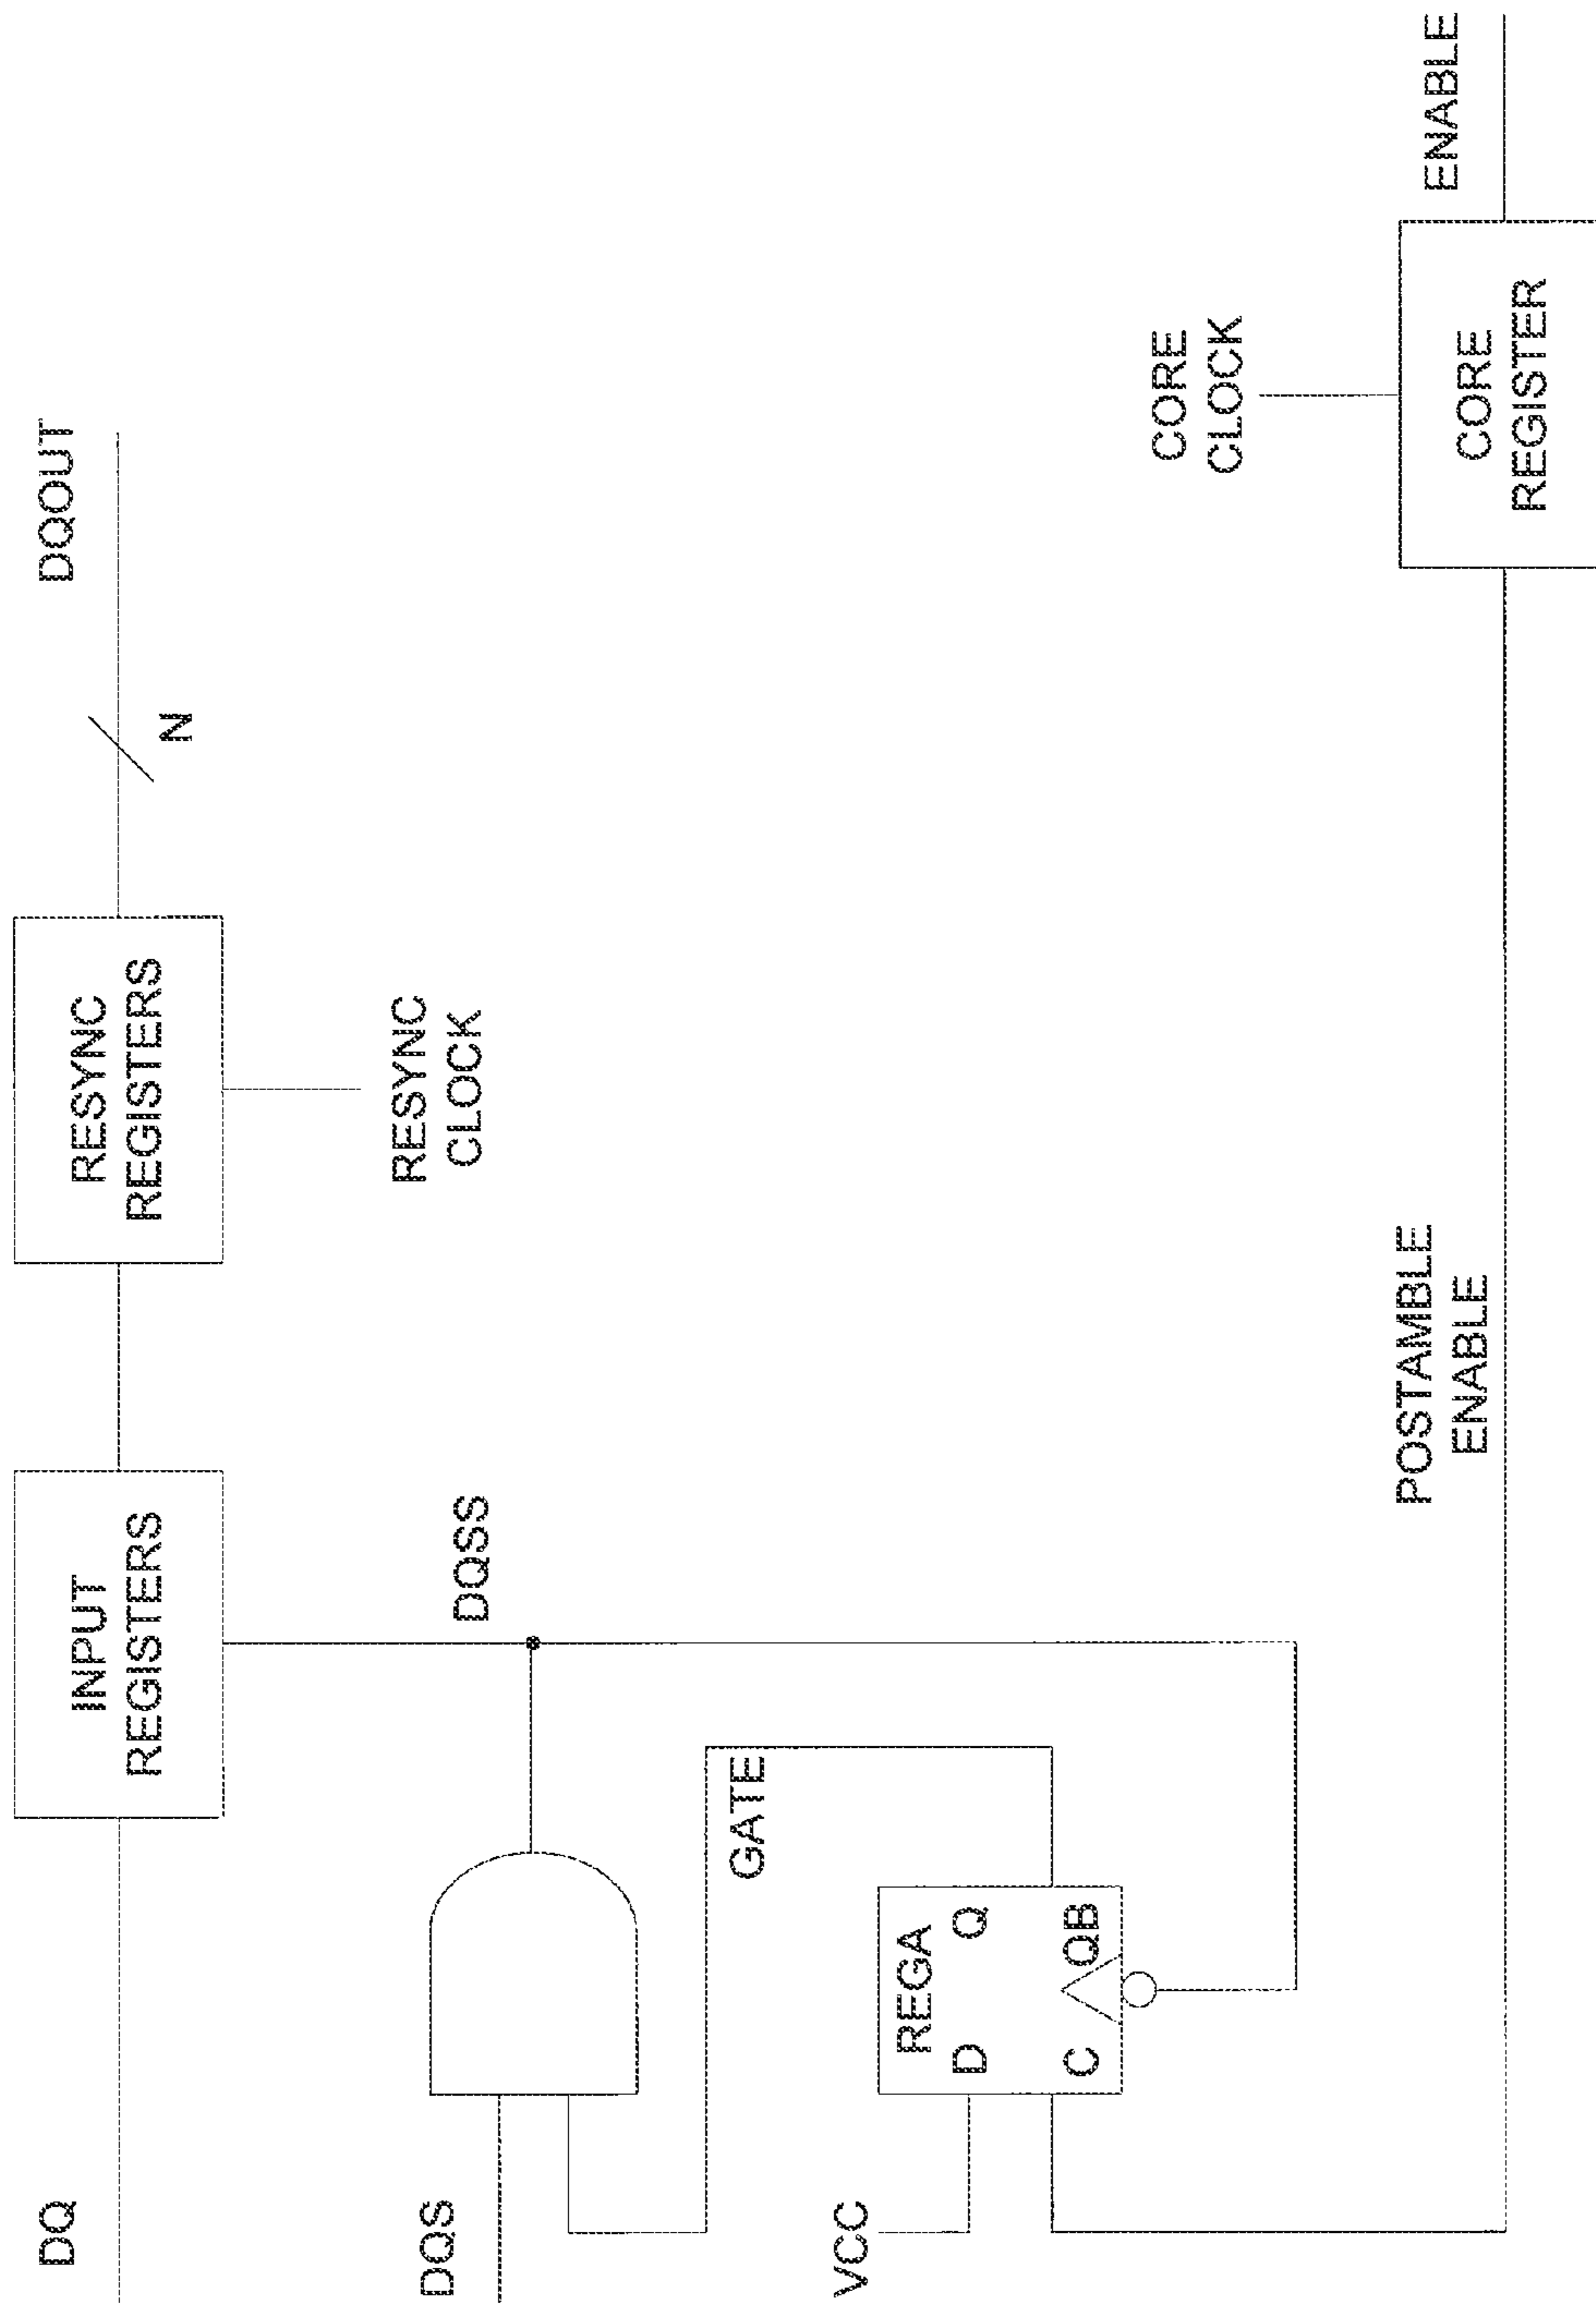 DQ
INPUT
REGISTERS
RESYNC
REGISTERS
DQOUT
N
RESYNC
CLOCK
DQS
DQSS
GATE
VCC
REGA
D Q
C QB
CORE
CLOCK
POSTAMBLE
ENABLE
CORE
REGISTER
ENABLE